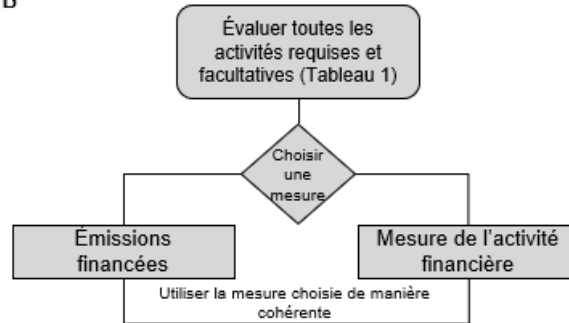 B
Évaluer toutes les
activités requises et
facultatives (Tableau 1)
Choisir
une
mesure
Émissions
financées
Mesure de l'activité
financière
Utiliser la mesure choisie de manière
cohérente